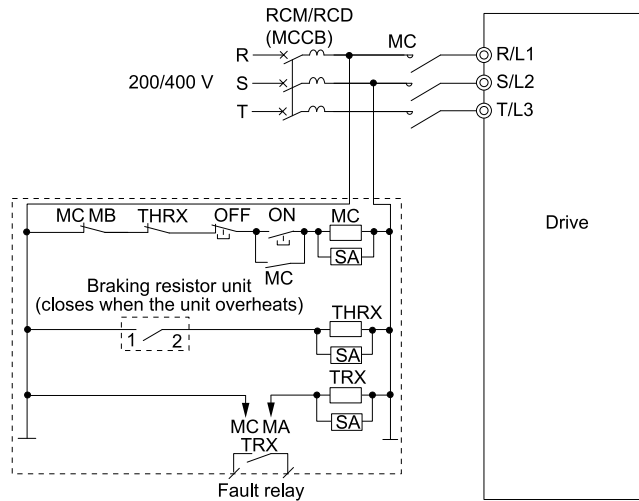 RCM/RCD
(MCCB)
MC
R
R/L1
200/400 V
S
S/L2
T
T/L3
Drive
MC MB
THRX
OFF
ON
MC
SA
MC
Braking resistor unit
(closes when the unit overheats)
1
2
THRX
SA
TRX
SA
MC MA
TRX
Fault relay